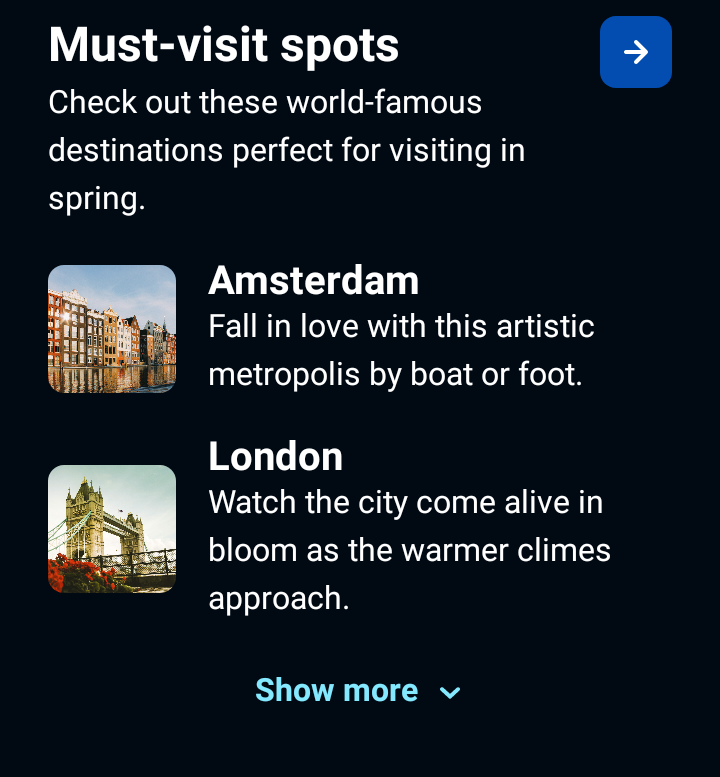 Must-visit spots
Check out these world-famous
destinations perfect for visiting in
spring.
Amsterdam
Fall in love with this artistic
metropolis by boat or foot.
London
Watch the city come alive in
bloom as the warmer climes
approach.
Show more